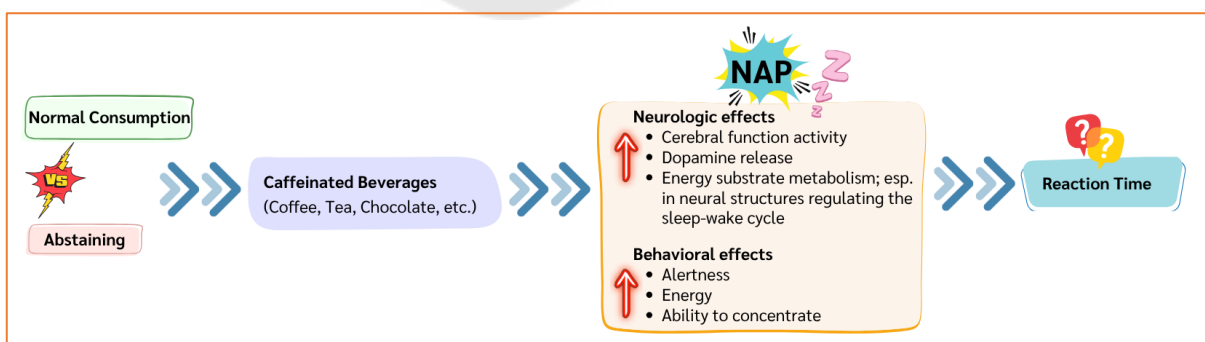 Normal Consumption
VS
Abstaining
Caffeinated Beverages
(Coffee, Tea, Chocolate, etc.)
NAP
Z
Z
Z
Neurologic effects
• Cerebral function activity
• Dopamine release
• Energy substrate metabolism; esp.
in neural structures regulating the
sleep-wake cycle
Behavioral effects
• Alertness
• Energy
• Ability to concentrate
? ?
Reaction Time